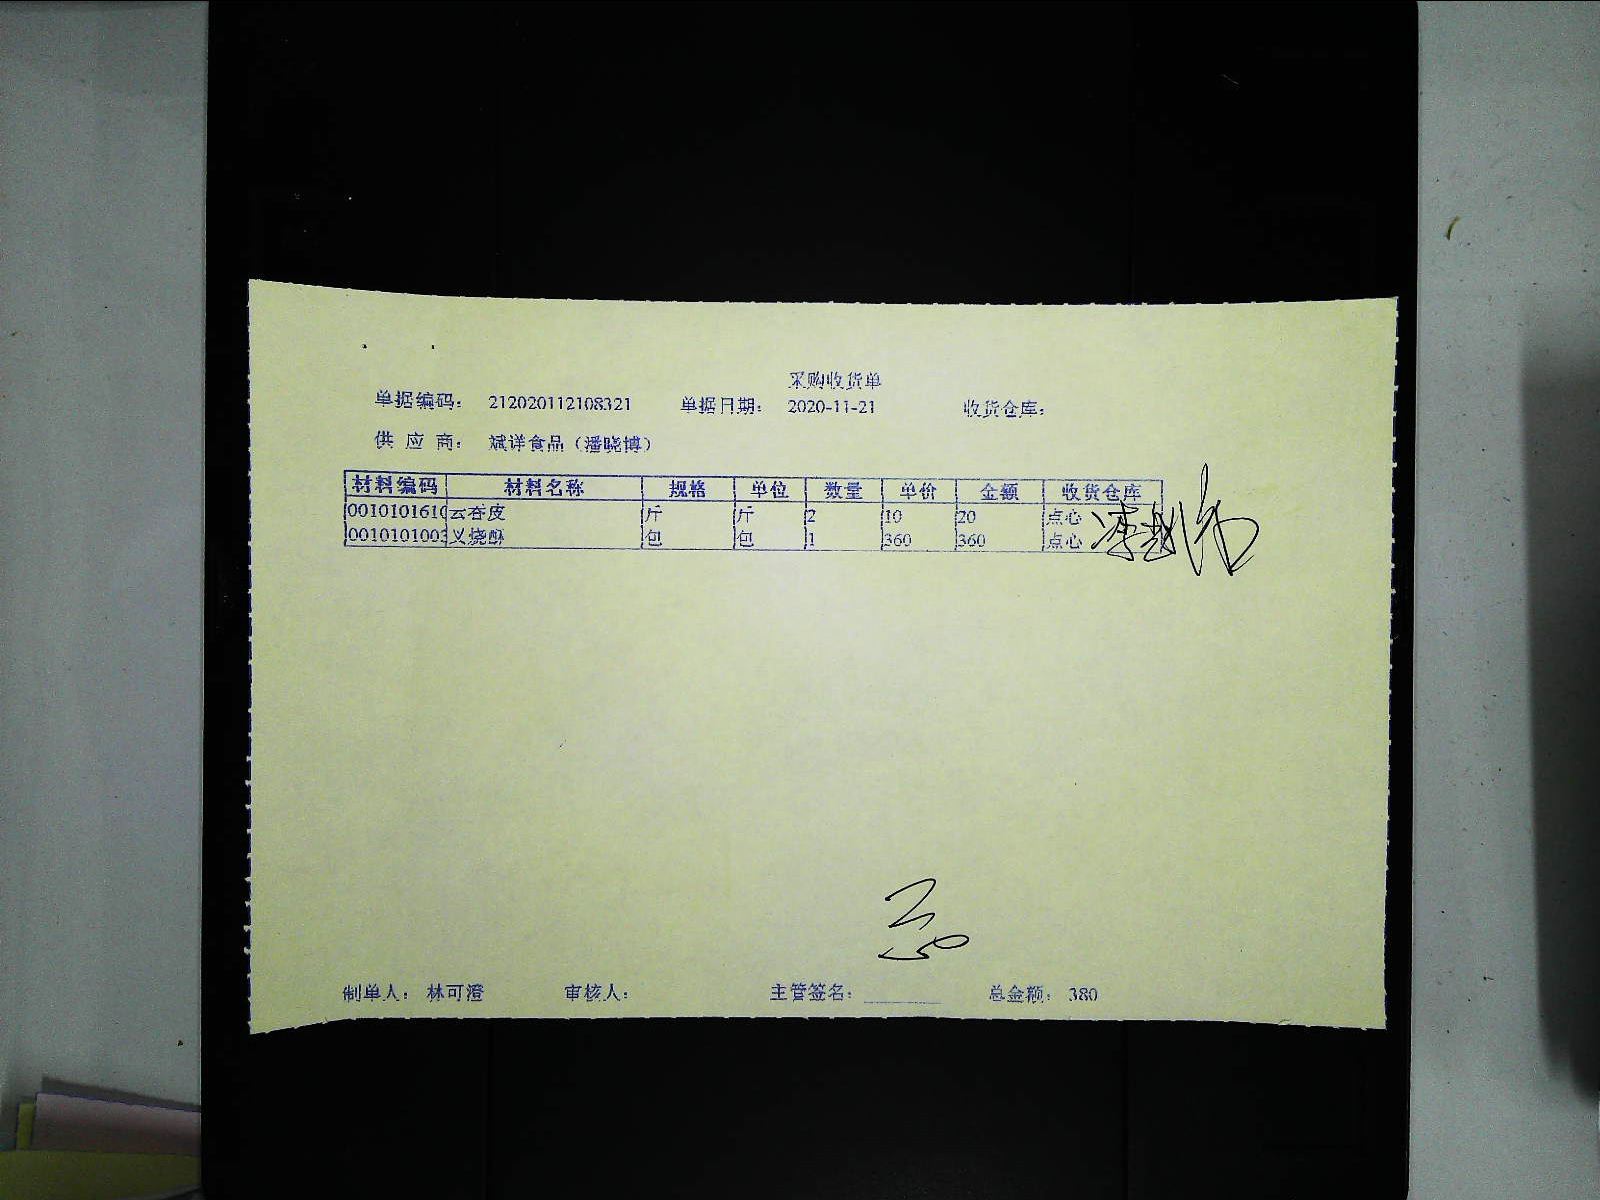 采购收货单
单据编码： 212020112108321 单据日期： 2020-11-21 收货仓库：
供 应 商： 斌洋食品（潘晓博）
材料编码 材料名称 规格 单位 数量 单价 金额 收货仓库
0010101610 云吞皮 斤 斤 2 10 20 点心
0010101003 叉烧酥 包 包 1 360 360 点心
制单人： 林可澄 审核人： 主管签名： 总金额： 380